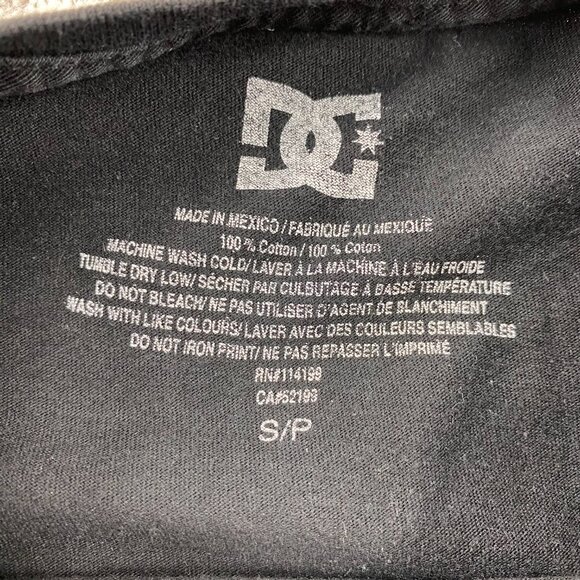 DC
MADE IN MEXICO / FABRIQUÉ AU MEXIQUE
100 % Cotton / 100 % Coton
MACHINE WASH COLD/ LAVER À LA MACHINE À L'EAU FROIDE
TUMBLE DRY LOW/ SÉCHER PAR CULBUTAGE À BASSE TEMPÉRATURE
DO NOT BLEACH/ NE PAS UTILISER D'AGENT DE BLANCHIMENT
WASH WITH LIKE COLOURS/ LAVER AVEC DES COULEURS SEMBLABLES
DO NOT IRON PRINT/ NE PAS REPASSER L'IMPRIMÉ
RN#114199
CA#52199
S/P